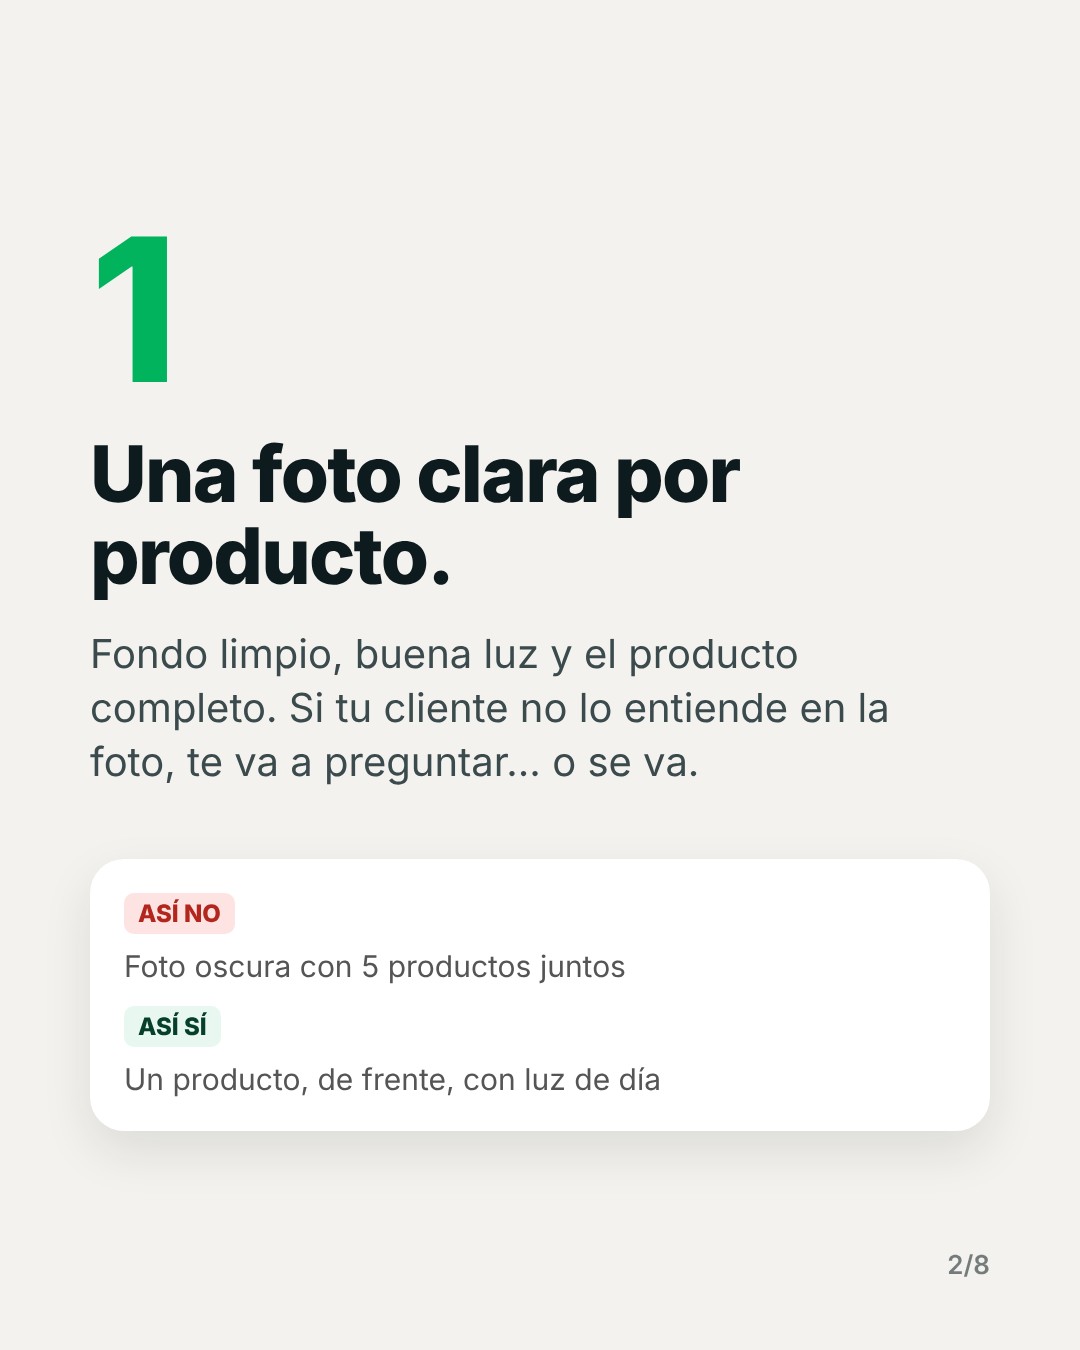 1
Una foto clara por
producto.
Fondo limpio, buena luz y el producto
completo. Si tu cliente no lo entiende en la
foto, te va a preguntar... o se va.
ASÍ NO
Foto oscura con 5 productos juntos
ASÍ SÍ
Un producto, de frente, con luz de día
2/8